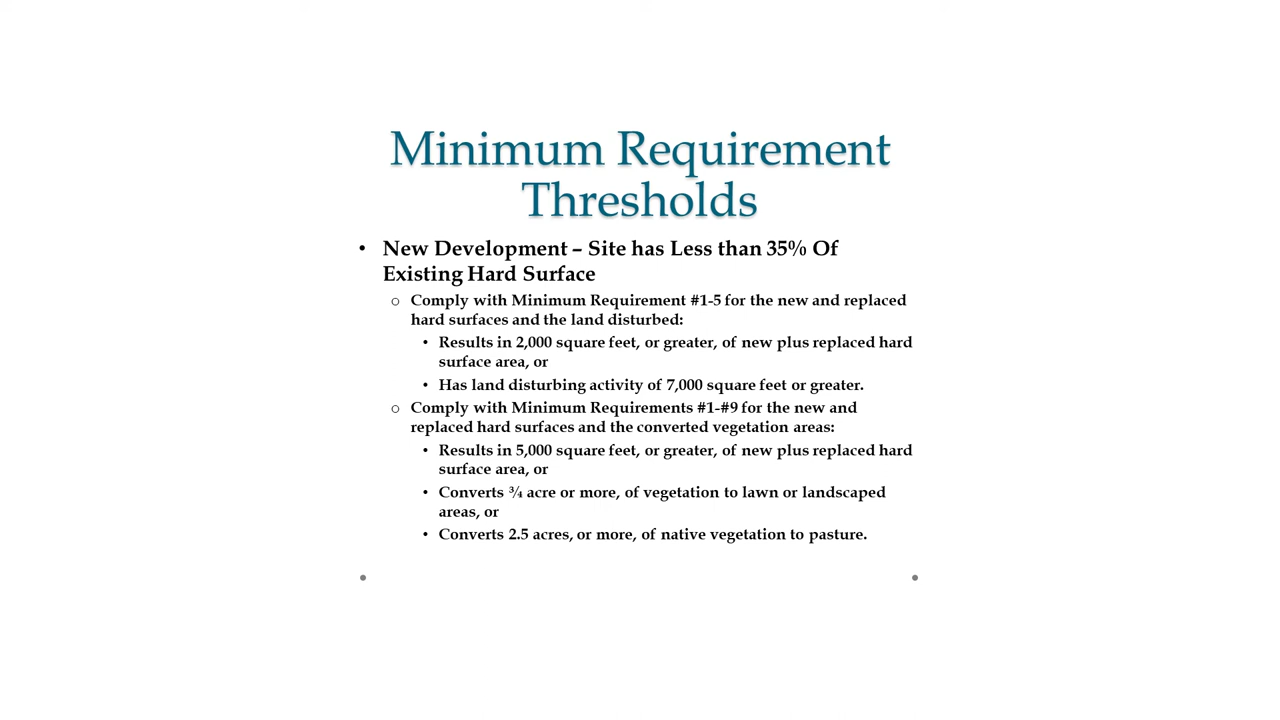 Minimum Requirement
Thresholds
• New Development – Site has Less than 35% Of
Existing Hard Surface
o Comply with Minimum Requirement #1-5 for the new and replaced
hard surfaces and the land disturbed:
• Results in 2,000 square feet, or greater, of new plus replaced hard
surface area, or
• Has land disturbing activity of 7,000 square feet or greater.
o Comply with Minimum Requirements #1-#9 for the new and
replaced hard surfaces and the converted vegetation areas:
• Results in 5,000 square feet, or greater, of new plus replaced hard
surface area, or
• Converts ¾ acre or more, of vegetation to lawn or landscaped
areas, or
• Converts 2.5 acres, or more, of native vegetation to pasture.